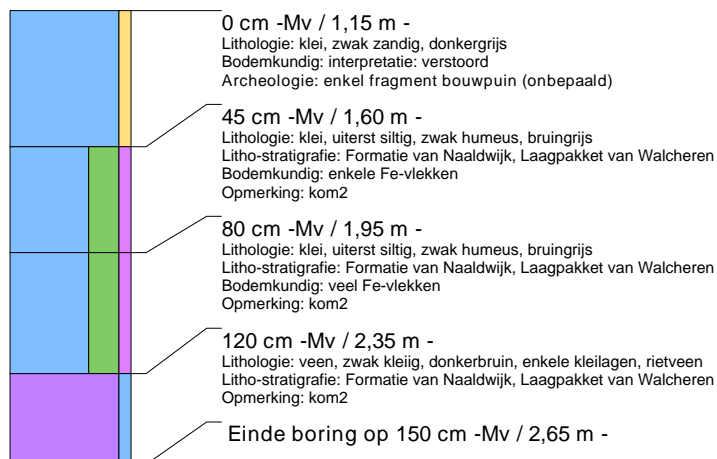 0 cm -Mv / 1,15 m -
Lithologie: klei, zwak zandig, donkergrijs
Bodemkundig: interpretatie: verstoord
Archeologie: enkel fragment bouwpuin (onbepaald)
45 cm -Mv / 1,60 m -
Lithologie: klei, uiterst siltig, zwak humeus, bruingrijs
Litho-stratigrafie: Formatie van Naaldwijk, Laagpakket van Walcheren
Bodemkundig: enkele Fe-vlekken
Opmerking: kom2
80 cm -Mv / 1,95 m -
Lithologie: klei, uiterst siltig, zwak humeus, bruingrijs
Litho-stratigrafie: Formatie van Naaldwijk, Laagpakket van Walcheren
Bodemkundig: veel Fe-vlekken
Opmerking: kom2
120 cm -Mv / 2,35 m -
Lithologie: veen, zwak kleiig, donkerbruin, enkele kleilagen, rietveen
Litho-stratigrafie: Formatie van Naaldwijk, Laagpakket van Walcheren
Opmerking: kom2
Einde boring op 150 cm -Mv / 2,65 m -